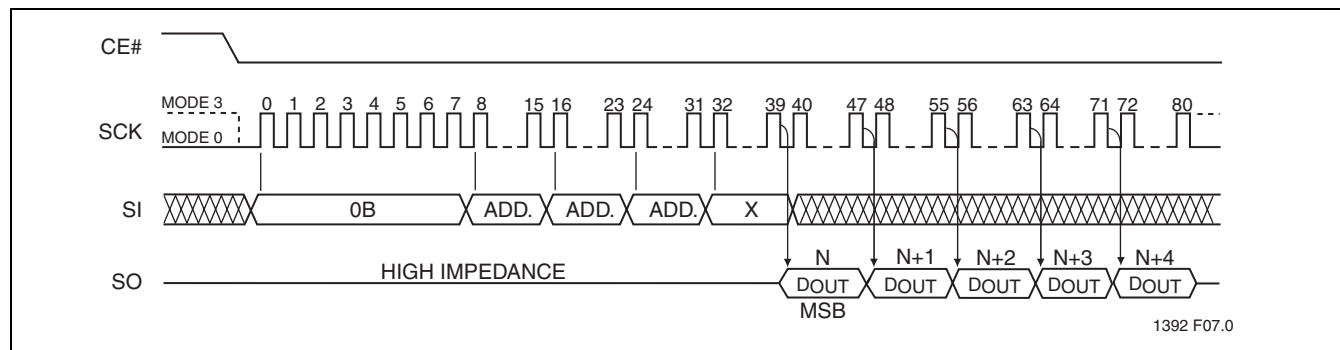 CE#
MODE 3
0 1 2 3 4 5 6 7 8 15 16 23 24 31 32 39 40 47 48 55 56 63 64 71 72 80
SCK
MODE 0
SI
0B
ADD.
ADD.
ADD.
X
N
N+1
N+2
N+3
N+4
SO
HIGH IMPEDANCE
DOUT
DOUT
DOUT
DOUT
DOUT
MSB
1392 F07.0